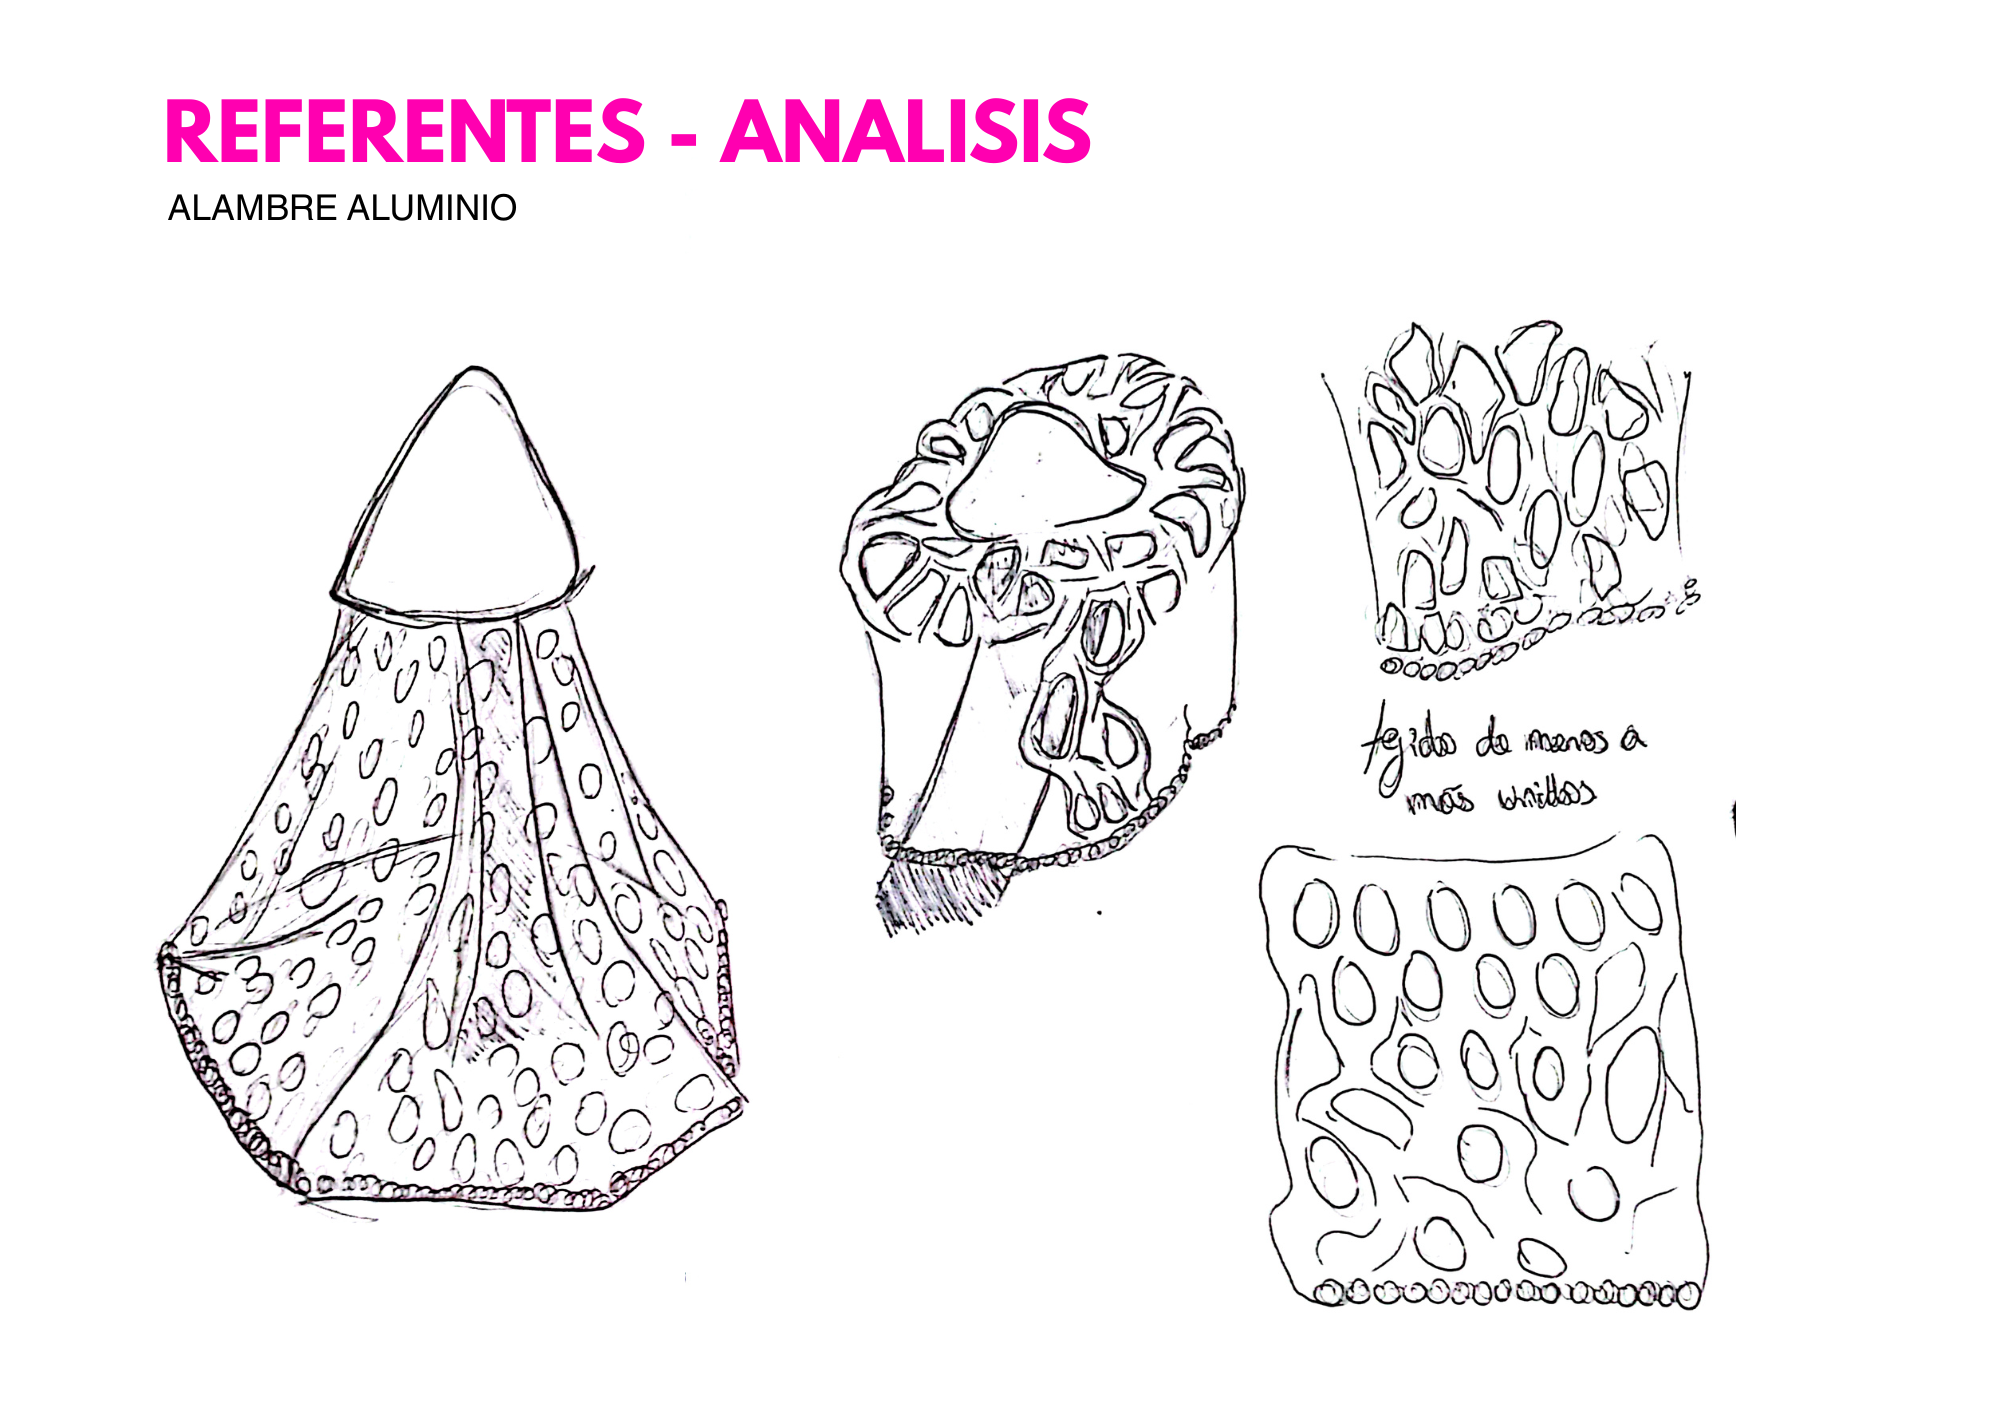 REFERENTES - ANALISIS
ALAMBRE ALUMINIO
tejido de menos a
más unidos